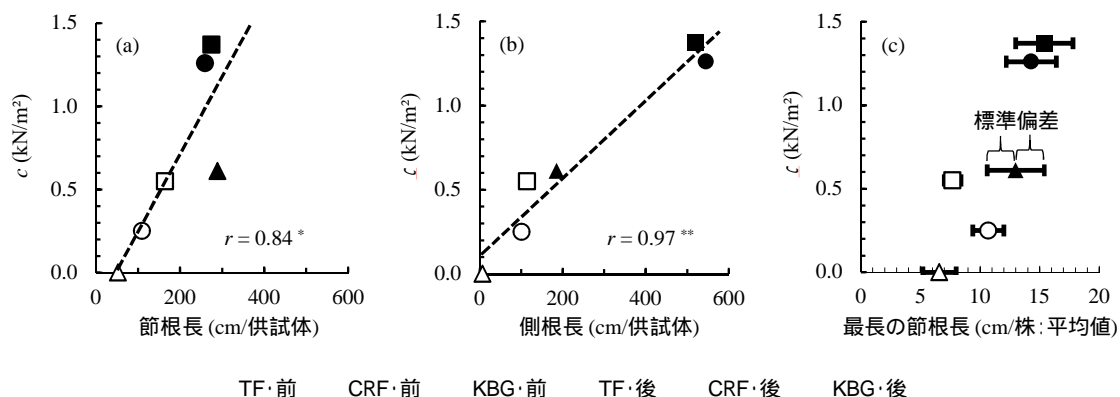 1.5
1.0
0.5
0.0
c (kN/m²)
(a)
r = 0.84 *
0 200 400 600
節根長 (cm/供試体)
1.5
1.0
0.5
0.0
(kN/m²)
(b)
r = 0.97 **
0 200 400 600
側根長 (cm/供試体)
1.5
1.0
0.5
0.0
(kN/m²)
(c)
標準偏差
0 5 10 15 20
最長の節根長 (cm/株:平均値)
TF·前 CRF·前 KBG·前 TF·後 CRF·後 KBG·後